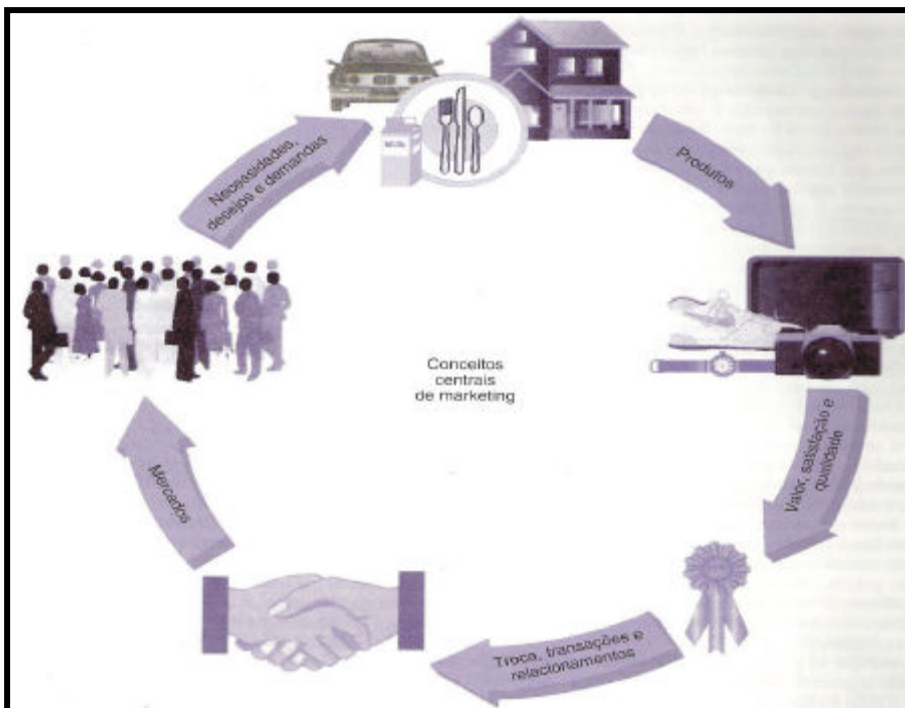 Necessidades,
desejos e demandas
Produtos
Valor, satisfação e
qualidade
Troca, transações e
relacionamentos
Mercados
Conceitos
centrais
de marketing